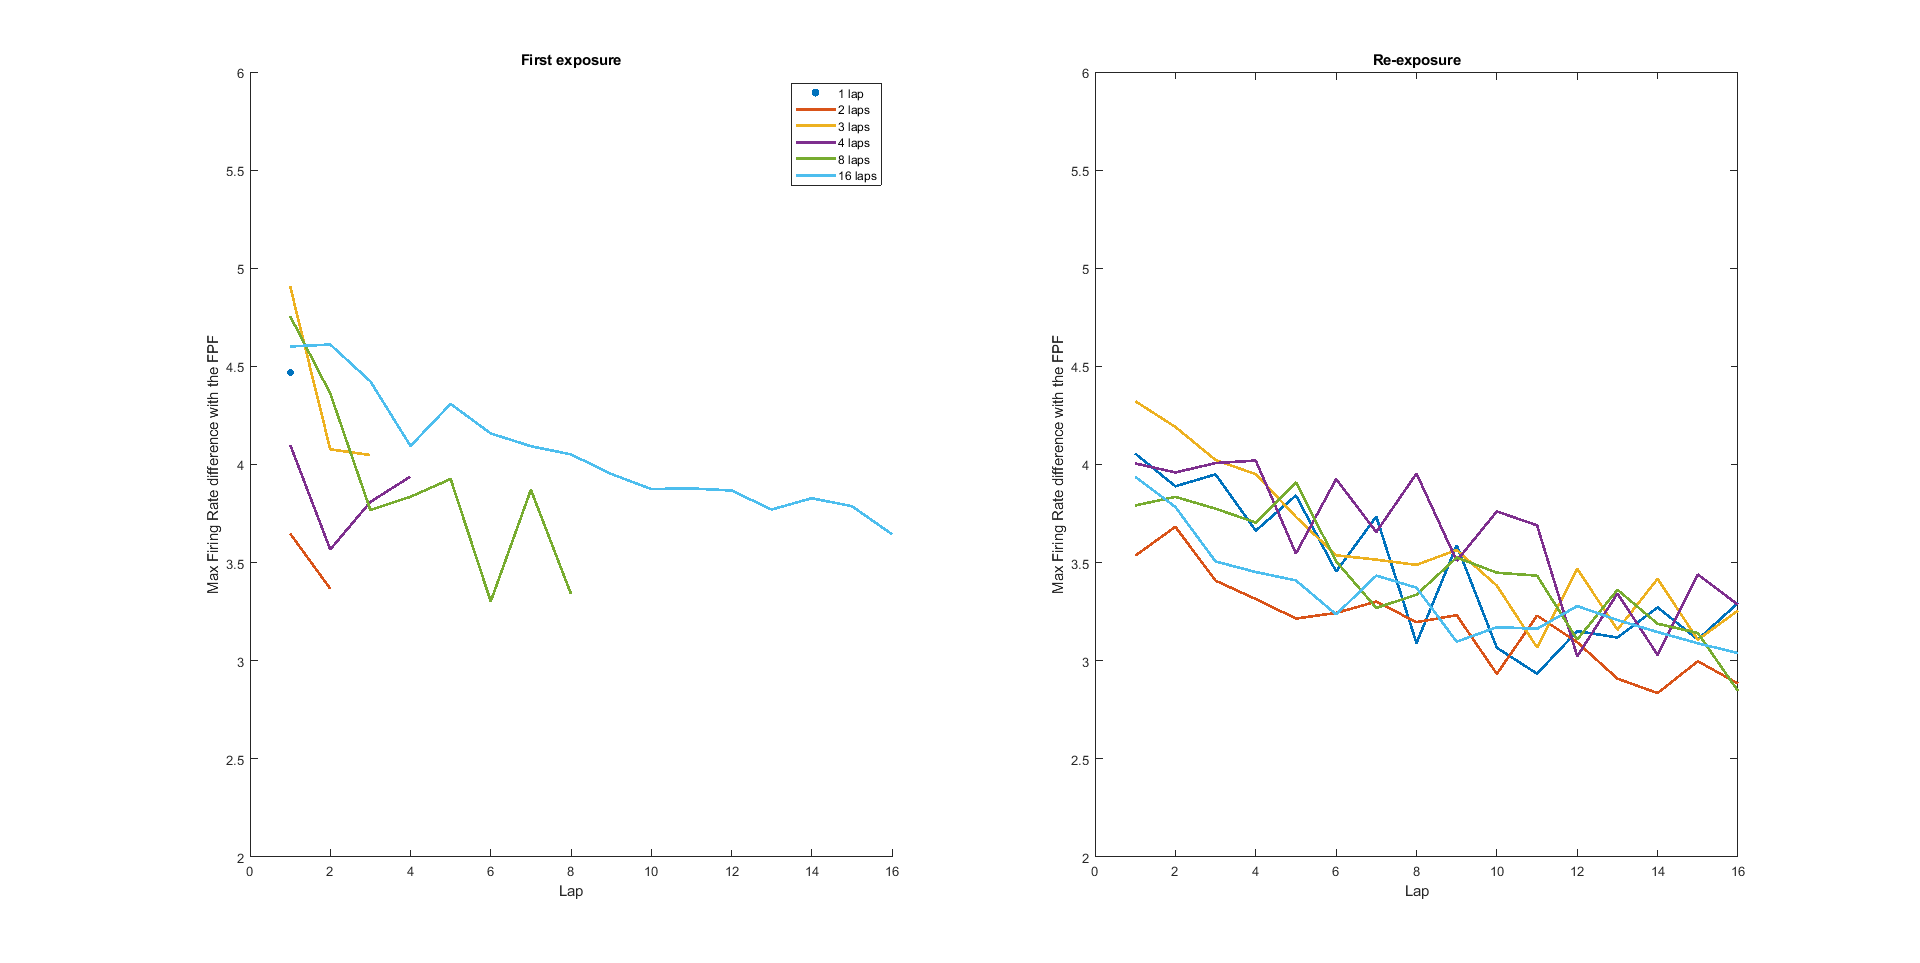 First exposure
6
5.5
5
4.5
4
3.5
3
2.5
2
0 2 4 6 8 10 12 14 16
Lap
Max Firing Rate difference with the FPF
1 lap
2 laps
3 laps
4 laps
8 laps
16 laps
Re-exposure
6
5.5
5
4.5
4
3.5
3
2.5
2
0 2 4 6 8 10 12 14 16
Lap
Max Firing Rate difference with the FPF